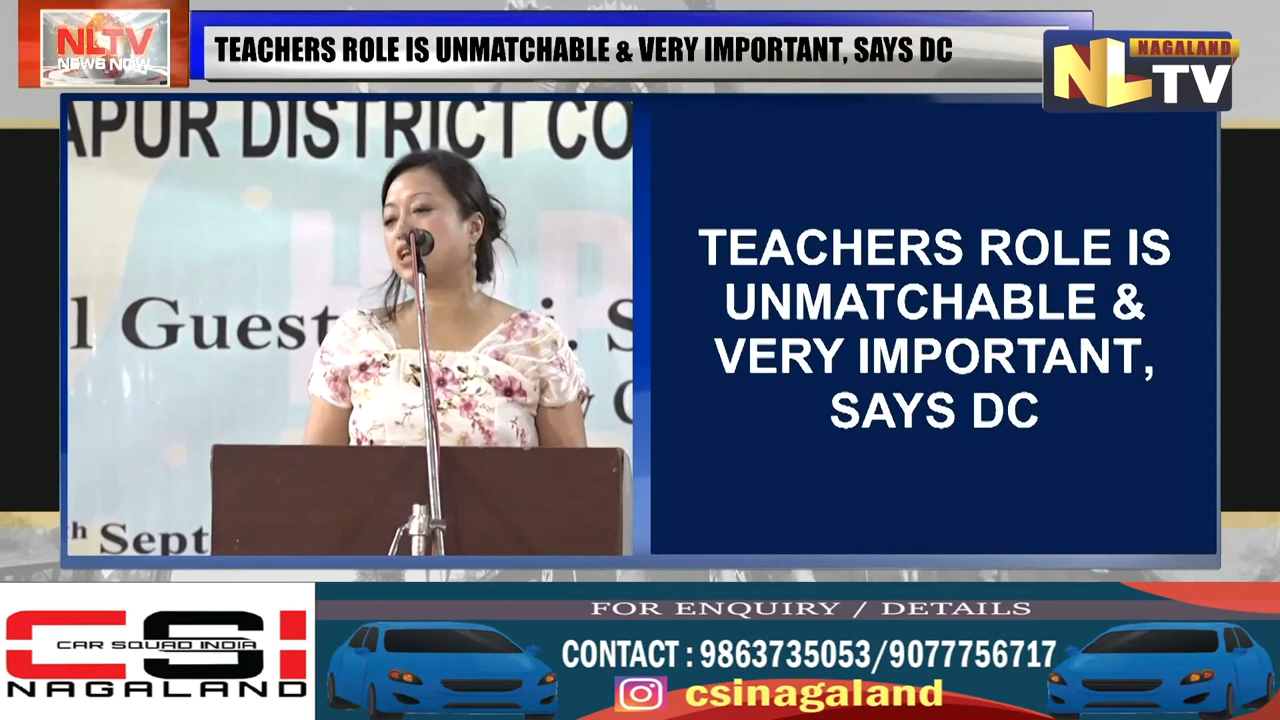 NLTV
NEWS NOW
TEACHERS ROLE IS UNMATCHABLE & VERY IMPORTANT, SAYS DC
NAGALAND
NLTV
APUR DISTRICT CO
l Guest
. S
th Sept
TEACHERS ROLE IS
UNMATCHABLE &
VERY IMPORTANT,
SAYS DC
CSI
CAR SQUAD INDIA
NAGALAND
FOR ENQUIRY / DETAILS
CONTACT : 9863735053/9077756717
csinagaland